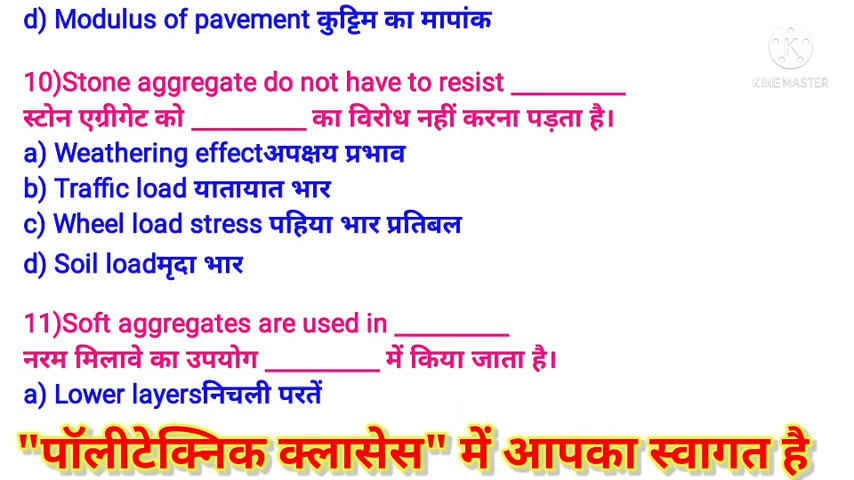 d) Modulus of pavement कुट्टिम का मापांक
KINEMASTER
10)Stone aggregate do not have to resist _________
स्टोन एग्रीगेट को _________ का विरोध नहीं करना पड़ता है।
a) Weathering effectअपक्षय प्रभाव
b) Traffic load यातायात भार
c) Wheel load stress पहिया भार प्रतिबल
d) Soil loadमृदा भार
11)Soft aggregates are used in _________
नरम मिलावे का उपयोग _________ में किया जाता है।
a) Lower layersनिचली परतें
"पॉलीटेक्निक क्लासेस" में आपका स्वागत है